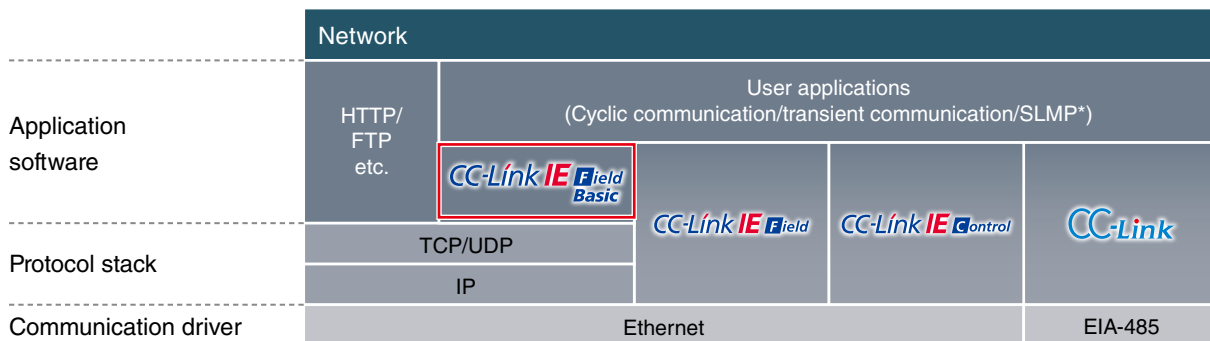 Network
Application
software
HTTP/
FTP
etc.
User applications
(Cyclic communication/transient communication/SLMP*)
CC-Link IE Field
Basic
CC-Link IE Field
CC-Link IE Control
CC-Link
Protocol stack
TCP/UDP
IP
Communication driver
Ethernet
EIA-485